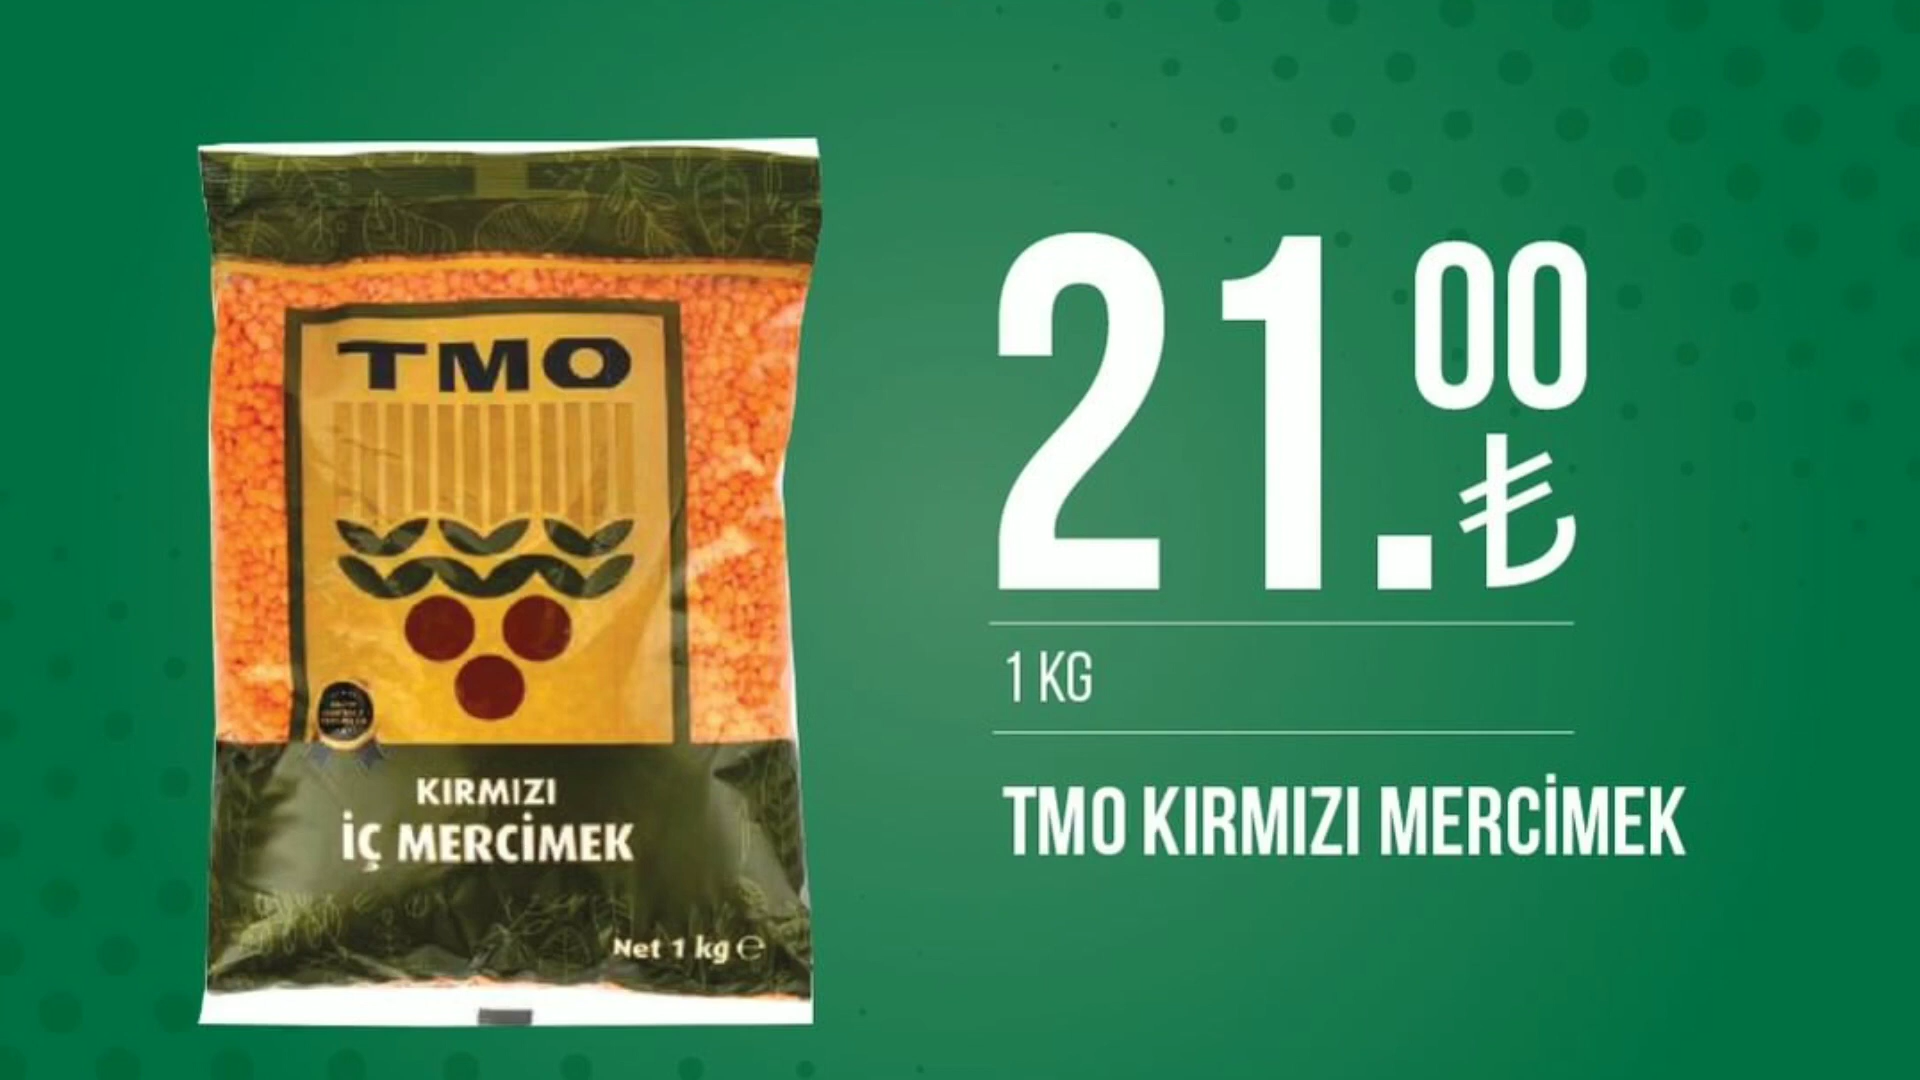 TMO
KIRMIZI
İÇ MERCİMEK
Net 1 kg ℮
21.00
₺
1 KG
TMO KIRMIZI MERCİMEK